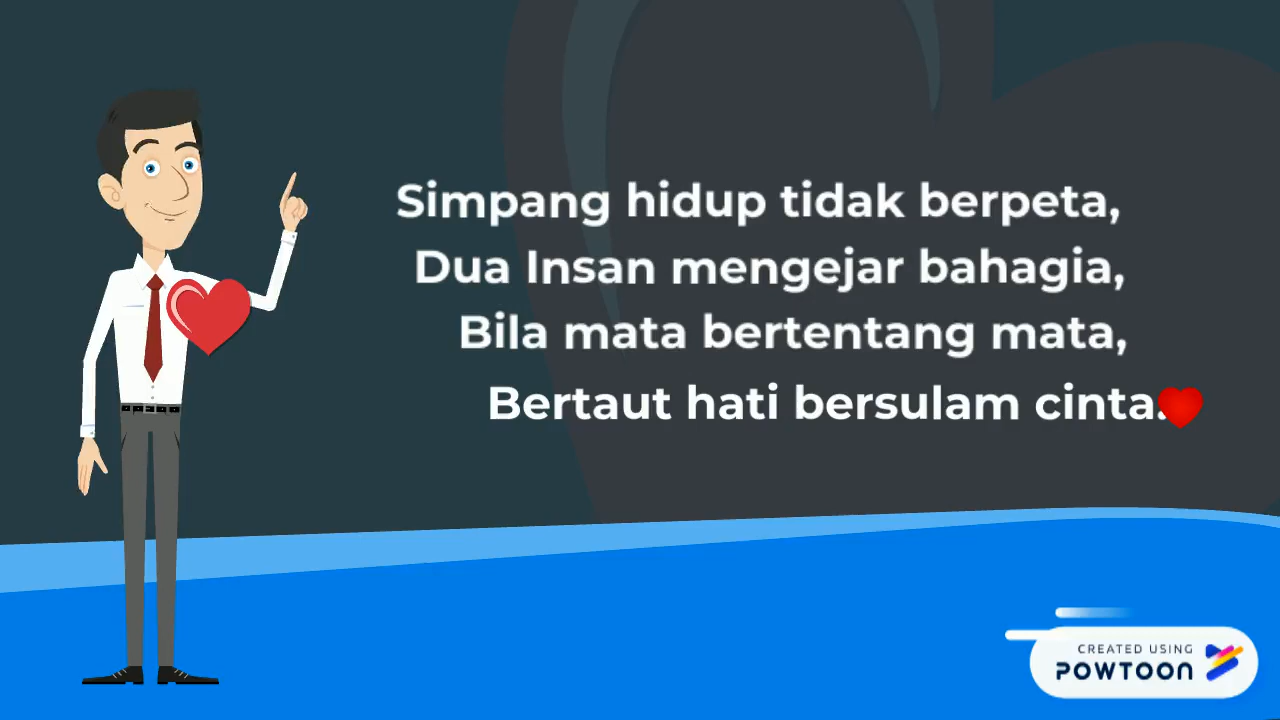 Simpang hidup tidak berpeta,
Dua Insan mengejar bahagia,
Bila mata bertentang mata,
Bertaut hati bersulam cinta.
CREATED USING
POWTOON